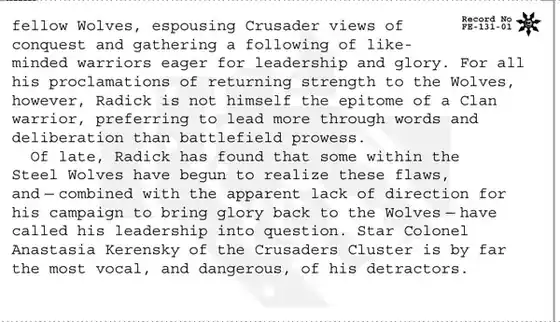 fellow Wolves, espousing Crusader views of
conquest and gathering a following of like-
minded warriors eager for leadership and glory. For all
his proclamations of returning strength to the Wolves,
however, Radick is not himself the epitome of a Clan
warrior, preferring to lead more through words and
deliberation than battlefield prowess.
Of late, Radick has found that some within the
Steel Wolves have begun to realize these flaws,
and — combined with the apparent lack of direction for
his campaign to bring glory back to the Wolves — have
called his leadership into question. Star Colonel
Anastasia Kerensky of the Crusaders Cluster is by far
the most vocal, and dangerous, of his detractors.
Record No
FE-131-01